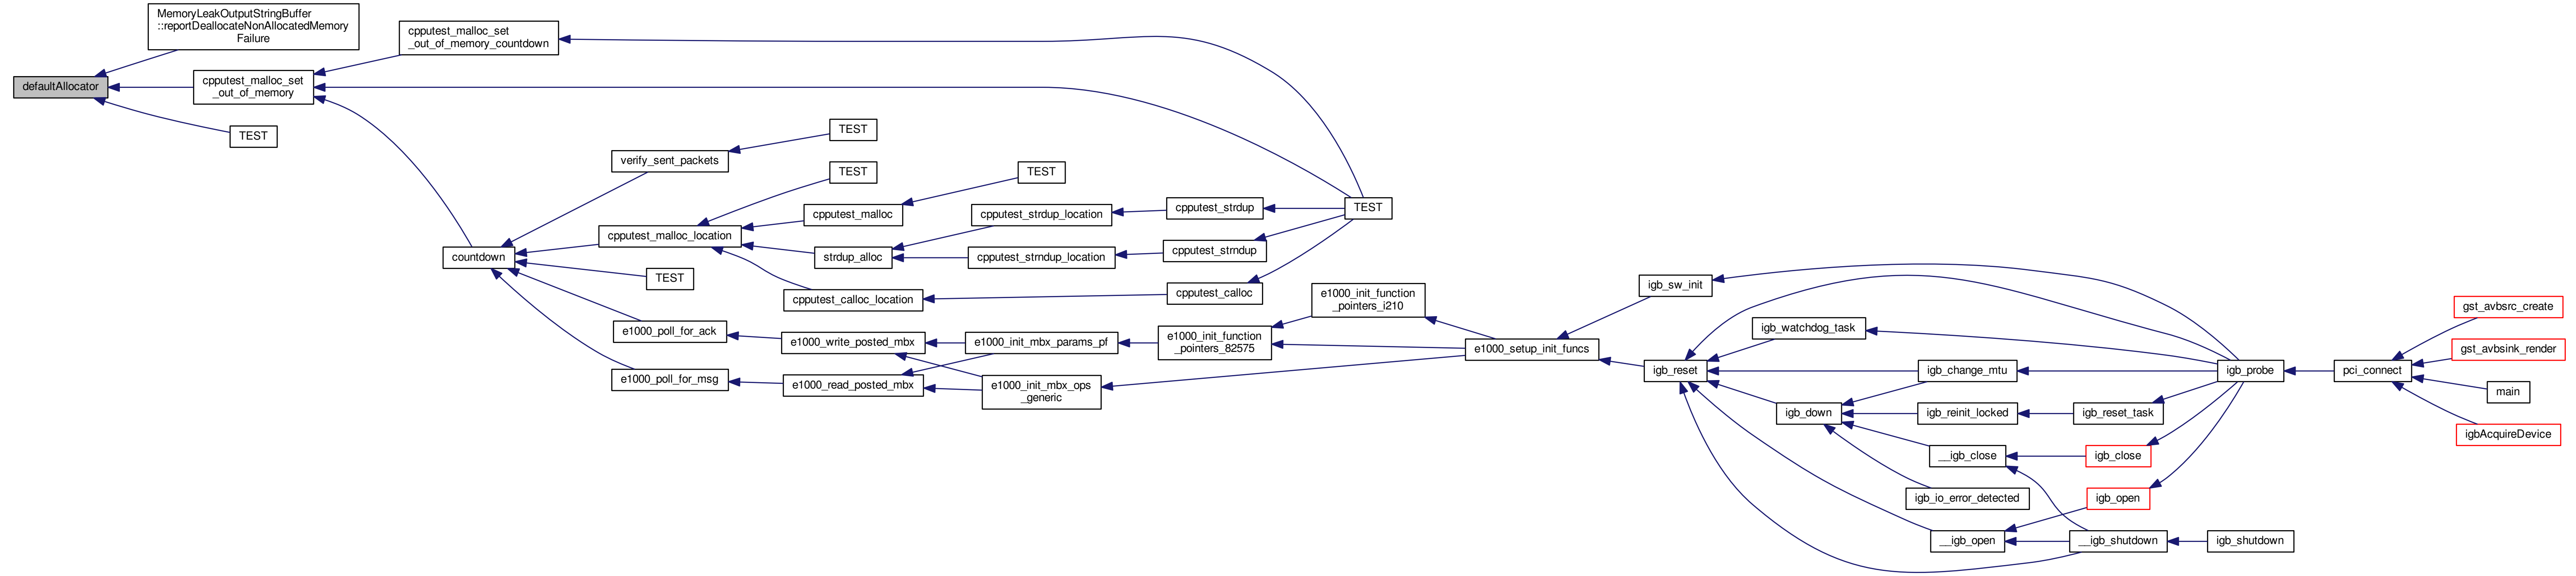 MemoryLeakOutputStringBuffer
::reportDeallocateNonAllocatedMemory
Failure
defaultAllocator
cpputest_malloc_set
_out_of_memory
TEST
cpputest_malloc_set
_out_of_memory_countdown
countdown
verify_sent_packets
TEST
cpputest_malloc_location
TEST
cpputest_malloc
TEST
strdup_alloc
cpputest_strdup_location
cpputest_strdup
cpputest_strndup_location
cpputest_strndup
cpputest_calloc_location
cpputest_calloc
TEST
TEST
e1000_poll_for_ack
e1000_poll_for_msg
e1000_write_posted_mbx
e1000_read_posted_mbx
e1000_init_mbx_params_pf
e1000_init_mbx_ops
_generic
e1000_init_function
_pointers_82575
e1000_init_function
_pointers_i210
e1000_setup_init_funcs
igb_sw_init
igb_reset
igb_watchdog_task
igb_change_mtu
igb_down
igb_reinit_locked
igb_reset_task
__igb_close
igb_close
igb_io_error_detected
igb_open
__igb_open
__igb_shutdown
igb_shutdown
igb_probe
pci_connect
gst_avbsrc_create
gst_avbsink_render
main
igbAcquireDevice